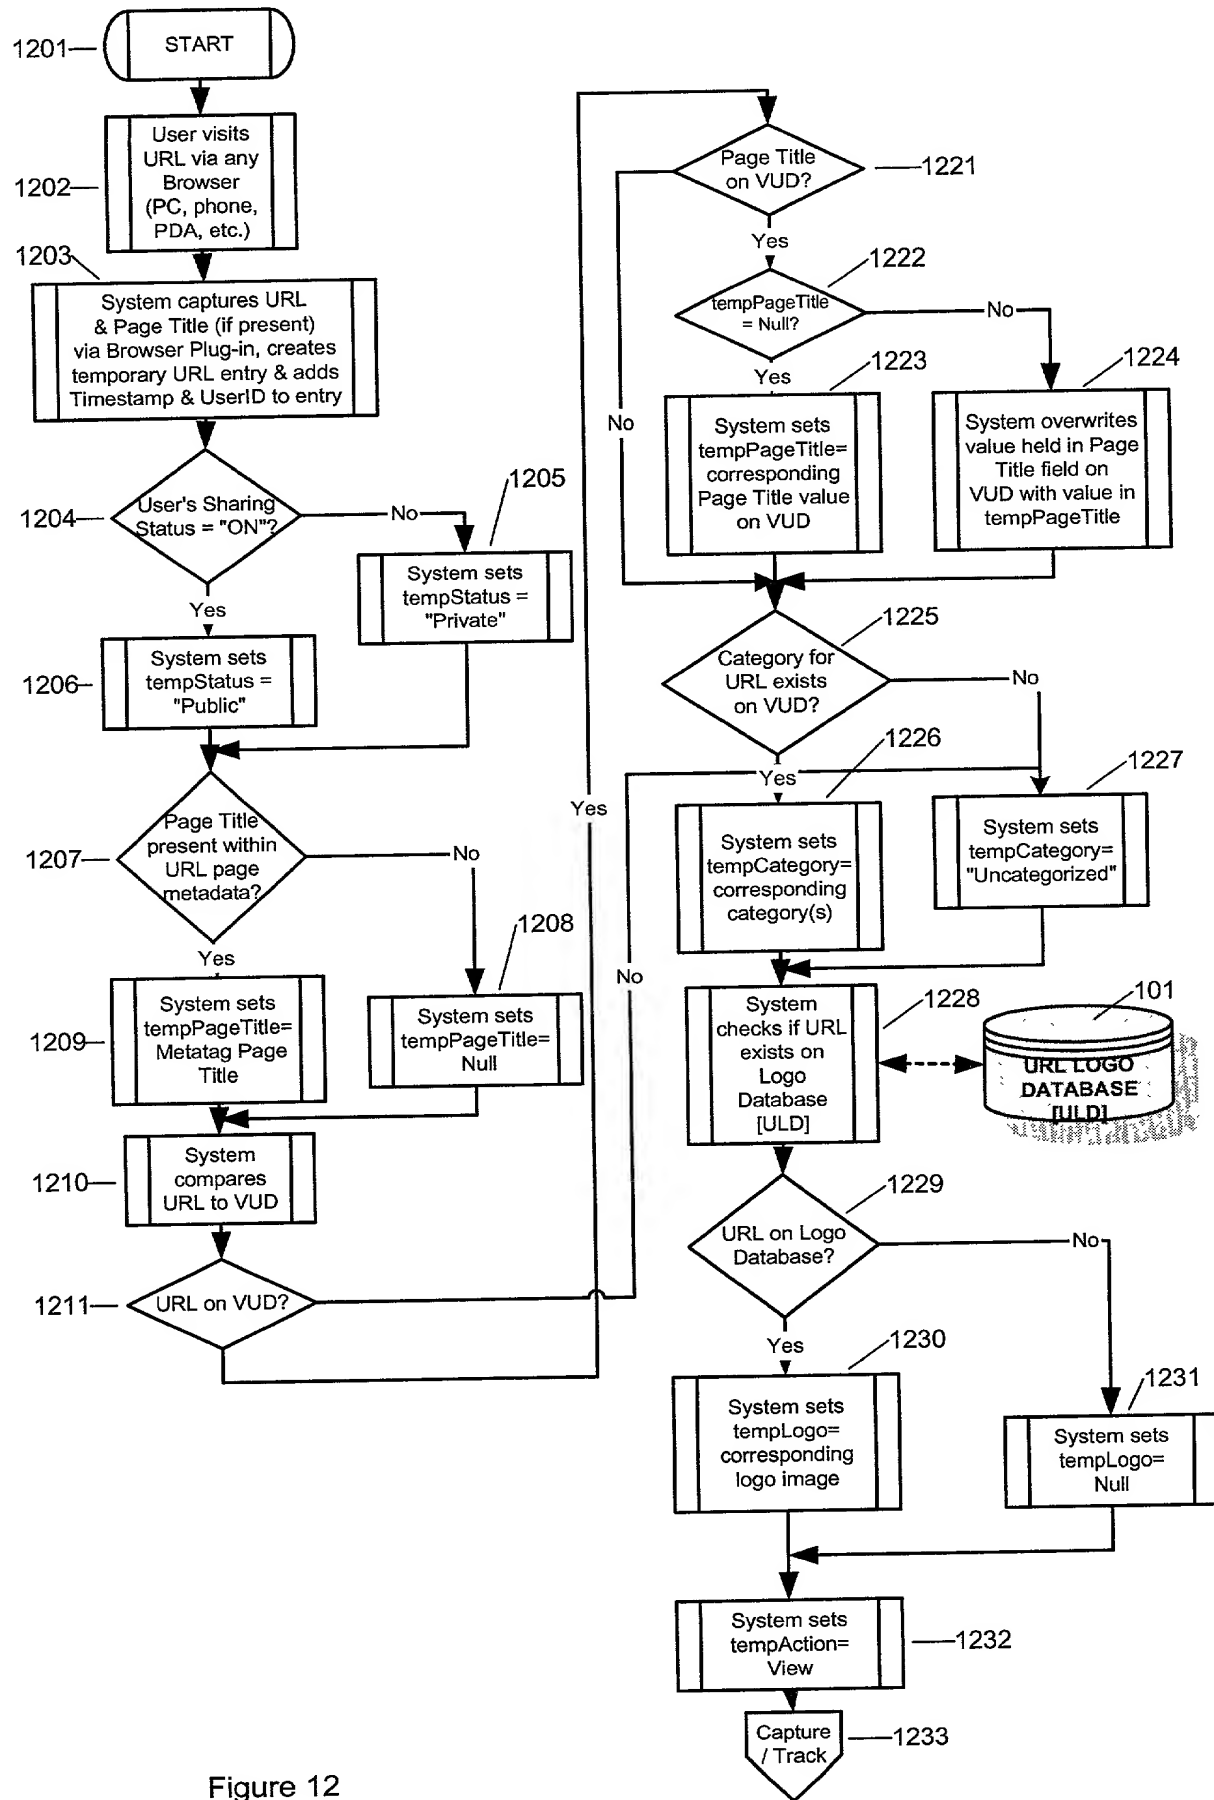 1201
START
1202
User visits
URL via any
Browser
(PC, phone,
PDA, etc.)
1203
System captures URL
& Page Title (if present)
via Browser Plug-in, creates
temporary URL entry & adds
Timestamp & UserID to entry
1204
User's Sharing
Status = "ON"?
No
1205
System sets
tempStatus =
"Private"
Yes
1206
System sets
tempStatus =
"Public"
1207
Page Title
present within
URL page
metadata?
No
1208
System sets
tempPageTitle=
Null
Yes
1209
System sets
tempPageTitle=
Metatag Page
Title
1210
System
compares
URL to VUD
1211
URL on VUD?
Yes
No
Page Title
on VUD?
1221
No
Yes
tempPageTitle
= Null?
1222
No
Yes
1223
System sets
tempPageTitle=
corresponding
Page Title value
on VUD
1224
System overwrites
value held in Page
Title field on
VUD with value in
tempPageTitle
1225
Category for
URL exists
on VUD?
No
Yes
1226
System sets
tempCategory=
corresponding
category(s)
1227
System sets
tempCategory=
"Uncategorized"
1228
System
checks if URL
exists on
Logo
Database
[ULD]
101
URL LOGO
DATABASE
[ULD]
1229
URL on Logo
Database?
No
Yes
1230
System sets
tempLogo=
corresponding
logo image
1231
System sets
tempLogo=
Null
System sets
tempAction=
View
1232
Capture
/ Track
1233
Figure 12